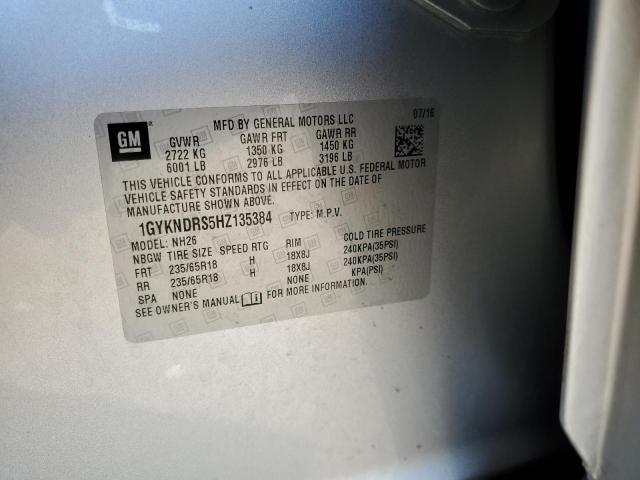 GM
MFD BY GENERAL MOTORS LLC 07/16
GVWR GAWR FRT GAWR RR
2722 KG 1350 KG 1450 KG
6001 LB 2976 LB 3196 LB
THIS VEHICLE CONFORMS TO ALL APPLICABLE U.S. FEDERAL MOTOR
VEHICLE SAFETY STANDARDS IN EFFECT ON THE DATE OF
MANUFACTURE SHOWN ABOVE.
1GYKNDRS5HZ135384 TYPE: M.P.V.
MODEL: NH26
NBGW TIRE SIZE SPEED RTG RIM COLD TIRE PRESSURE
FRT 235/65R18 H 18X8J 240KPA(35PSI)
RR 235/65R18 H 18X8J 240KPA(35PSI)
SPA NONE NONE KPA(PSI)
SEE OWNER'S MANUAL FOR MORE INFORMATION.